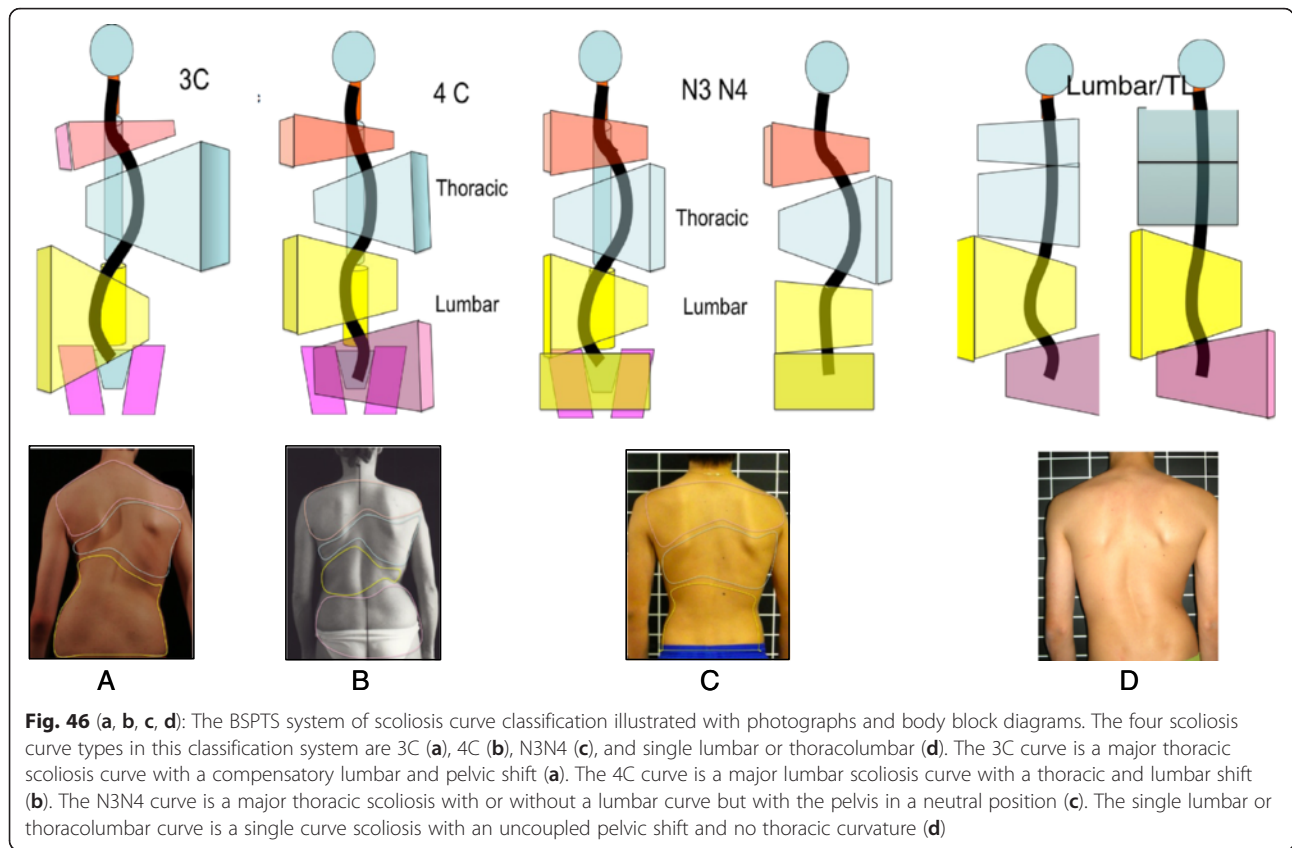 3C
:
4 C
N3 N4
Lumbar/TL
Thoracic
Thoracic
Lumbar
Lumbar
A
B
C
D
Fig. 46 (a, b, c, d): The BSPTS system of scoliosis curve classification illustrated with photographs and body block diagrams. The four scoliosis
curve types in this classification system are 3C (a), 4C (b), N3N4 (c), and single lumbar or thoracolumbar (d). The 3C curve is a major thoracic
scoliosis curve with a compensatory lumbar and pelvic shift (a). The 4C curve is a major lumbar scoliosis curve with a thoracic and lumbar shift
(b). The N3N4 curve is a major thoracic scoliosis with or without a lumbar curve but with the pelvis in a neutral position (c). The single lumbar or
thoracolumbar curve is a single curve scoliosis with an uncoupled pelvic shift and no thoracic curvature (d)